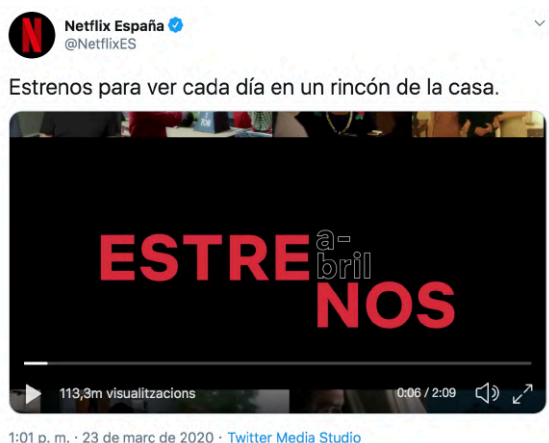 Netflix España
@NetflixES
Estrenos para ver cada día en un rincón de la casa.
ESTRE
a-
bril
NOS
113,3m visualitzacions
0:06 / 2:09
1:01 p. m. · 23 de març de 2020 · Twitter Media Studio